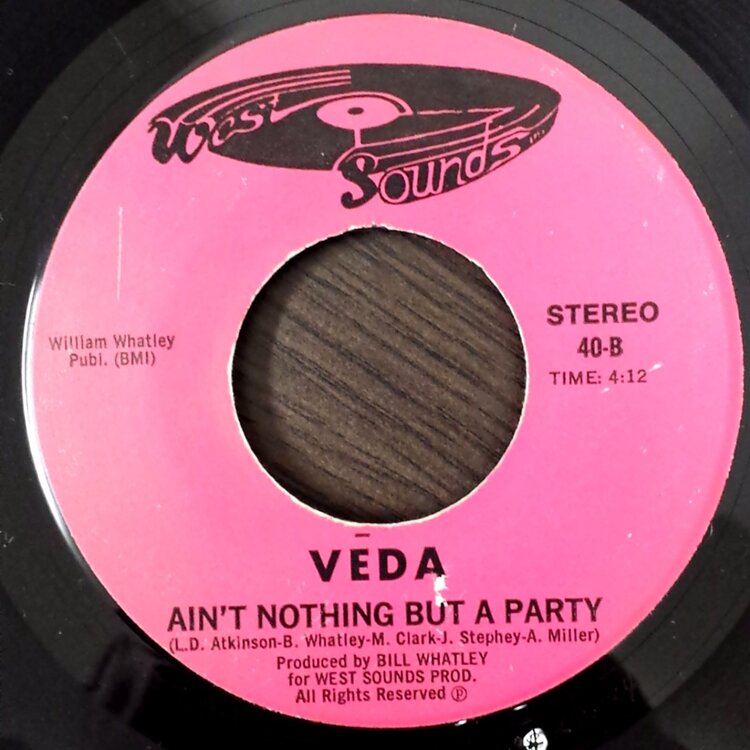 West
Sounds
William Whatley
Publ. (BMI)
STEREO
40-B
TIME: 4:12
VĒDA
AIN'T NOTHING BUT A PARTY
(L.D. Atkinson-B. Whatley-M. Clark-J. Stephey-A. Miller)
Produced by BILL WHATLEY
for WEST SOUNDS PROD.
All Rights Reserved Ⓟ